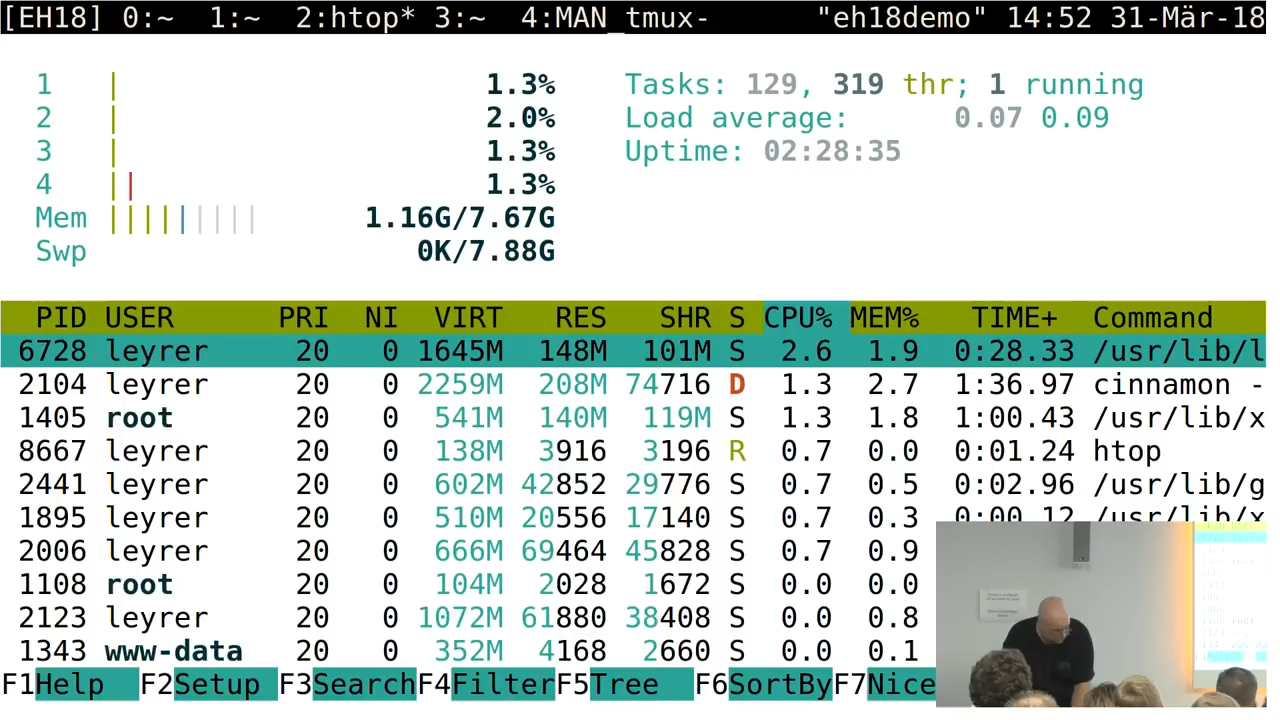 [EH18] 0:~ 1:~ 2:htop* 3:~ 4:MAN_tmux- "eh18demo" 14:52 31-Mär-18
1 1.3% Tasks: 129, 319 thr; 1 running
2 2.0% Load average: 0.07 0.09
3 1.3% Uptime: 02:28:35
4 1.3%
Mem 1.16G/7.67G
Swp 0K/7.88G
PID USER PRI NI VIRT RES SHR S CPU% MEM% TIME+ Command
6728 leyrer 20 0 1645M 148M 101M S 2.6 1.9 0:28.33 /usr/lib/l
2104 leyrer 20 0 2259M 208M 74716 D 1.3 2.7 1:36.97 cinnamon -
1405 root 20 0 541M 140M 119M S 1.3 1.8 1:00.43 /usr/lib/x
8667 leyrer 20 0 138M 3916 3196 R 0.7 0.0 0:01.24 htop
2441 leyrer 20 0 602M 42852 29776 S 0.7 0.5 0:02.96 /usr/lib/g
1895 leyrer 20 0 510M 20556 17140 S 0.7 0.3 0:00.12 /usr/lib/x
2006 leyrer 20 0 666M 69464 45828 S 0.7 0.9
1108 root 20 0 104M 2028 1672 S 0.0 0.0
2123 leyrer 20 0 1072M 61880 38408 S 0.0 0.8
1343 www-data 20 0 352M 4168 2660 S 0.0 0.1
F1Help F2Setup F3SearchF4FilterF5Tree F6SortByF7Nice